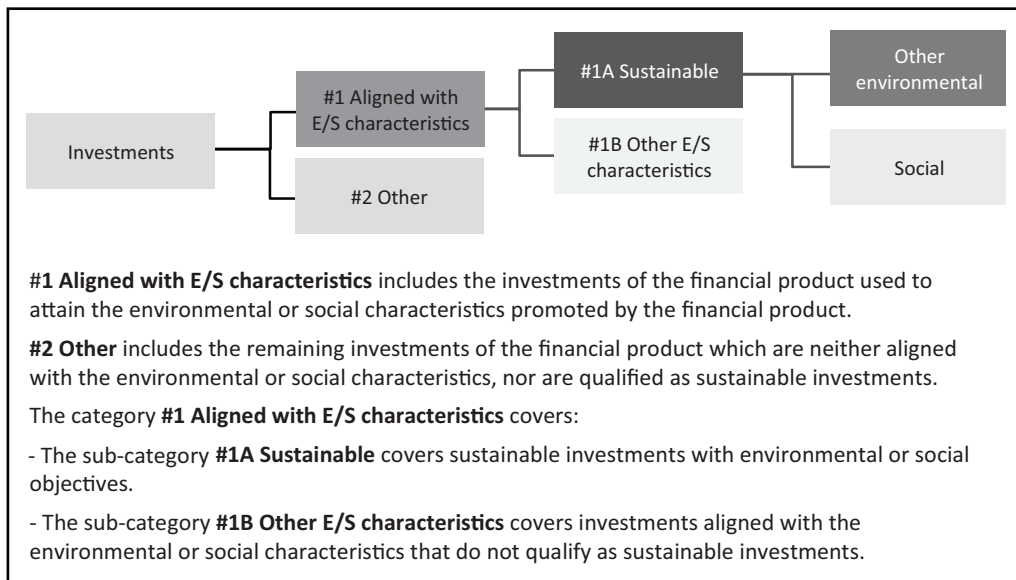 Investments
#1 Aligned with
E/S characteristics
#2 Other
#1A Sustainable
#1B Other E/S
characteristics
Other
environmental
Social
#1 Aligned with E/S characteristics includes the investments of the financial product used to
attain the environmental or social characteristics promoted by the financial product.
#2 Other includes the remaining investments of the financial product which are neither aligned
with the environmental or social characteristics, nor are qualified as sustainable investments.
The category #1 Aligned with E/S characteristics covers:
- The sub-category #1A Sustainable covers sustainable investments with environmental or social
objectives.
- The sub-category #1B Other E/S characteristics covers investments aligned with the
environmental or social characteristics that do not qualify as sustainable investments.